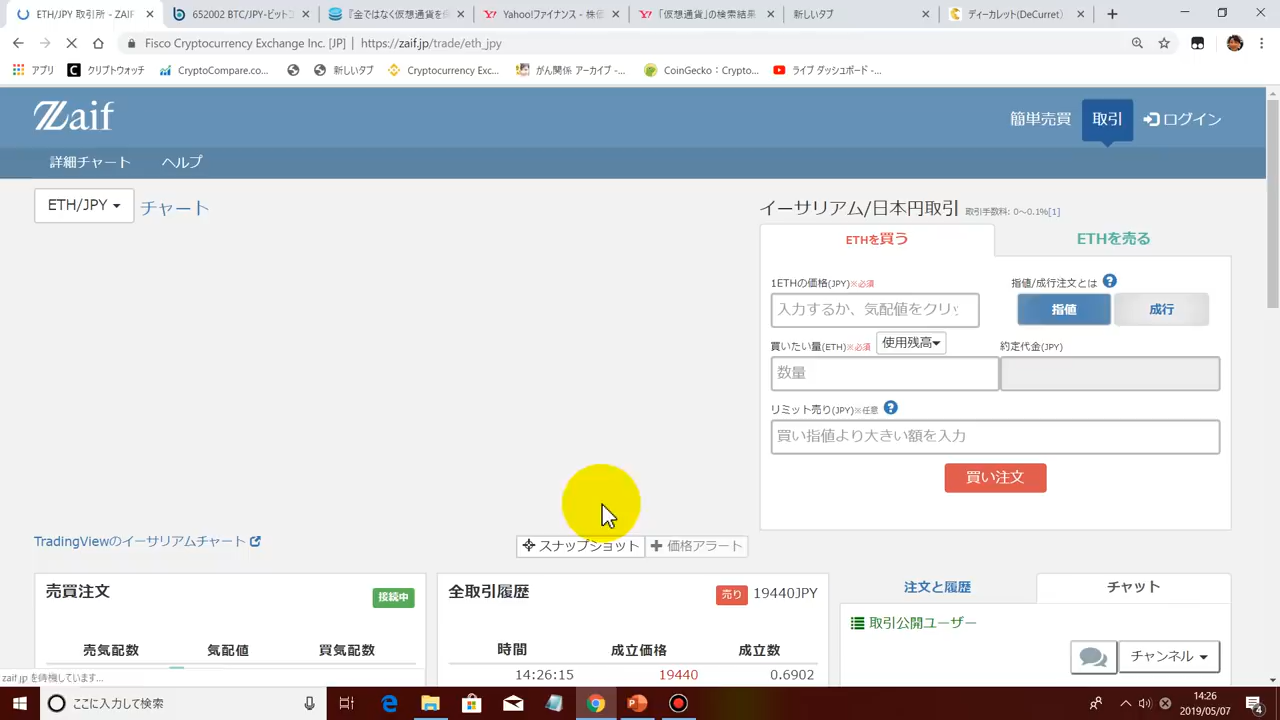 ETH/JPY 取引所 - ZAIF
652002 BTC/JPY-ビットコ
『金ではなく仮想通貨を保
Yahoo!ファイナンス - 株価
「仮想通貨」の検索結果
新しいタブ
ディーカレット(DeCurret)
Fisco Cryptocurrency Exchange Inc. [JP] | https://zaif.jp/trade/eth_jpy
アプリ
クリプトウォッチ
CryptoCompare.co...
新しいタブ
Cryptocurrency Exc...
がん関係 アーカイブ -...
CoinGecko：Crypto...
ライブ ダッシュボード -...
Zaif
簡単売買
取引
ログイン
詳細チャート
ヘルプ
ETH/JPY
チャート
イーサリアム/日本円取引 取引手数料: 0～0.1%[1]
ETHを買う
ETHを売る
1ETHの価格(JPY)※必須
指値/成行注文とは
入力するか、気配値をクリッ
指値
成行
買いたい量(ETH)※必須
使用残高
約定代金(JPY)
数量
リミット売り(JPY)※任意
買い指値より大きい額を入力
買い注文
TradingViewのイーサリアムチャート
スナップショット
価格アラート
売買注文
接続中
売気配数
気配値
買気配数
全取引履歴
売り
19440JPY
時間
成立価格
成立数
14:26:15
19440
0.6902
注文と履歴
チャット
取引公開ユーザー
チャンネル
zaif.jp を待機しています...
ここに入力して検索
14:26
2019/05/07
4